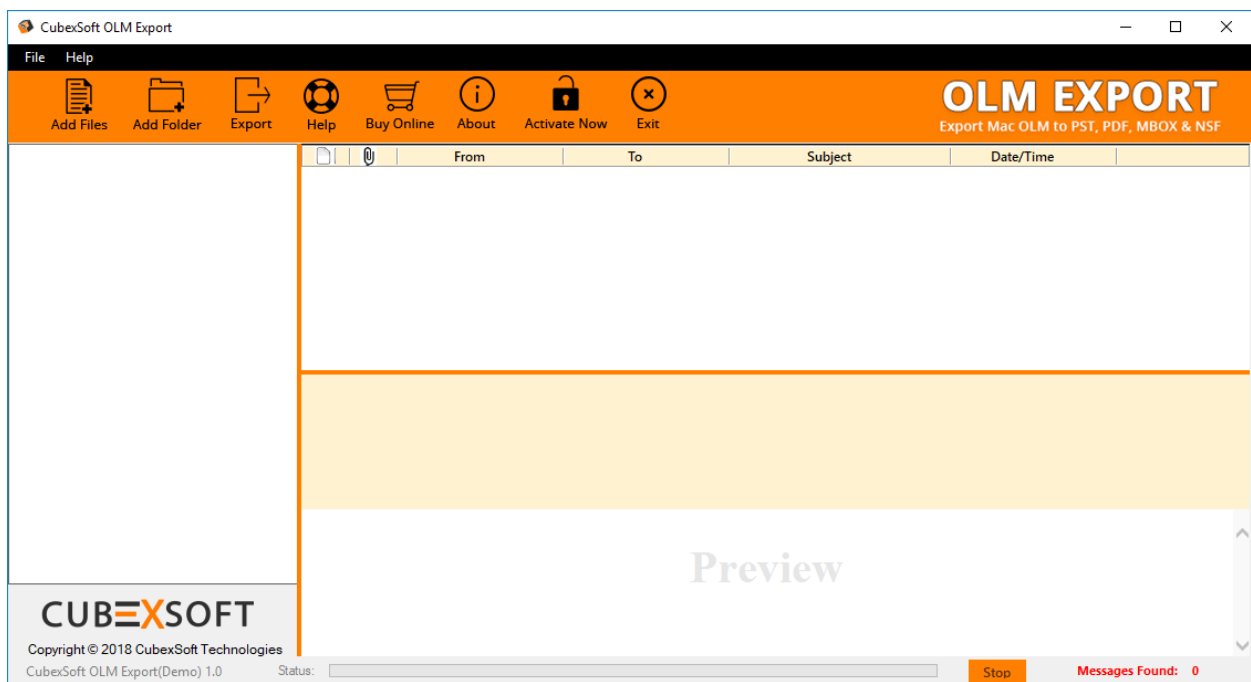 CubexSoft OLM Export
File Help
Add Files Add Folder Export Help Buy Online About Activate Now Exit
OLM EXPORT
Export Mac OLM to PST, PDF, MBOX & NSF
From To Subject Date/Time
Preview
CUBEXSOFT
Copyright © 2018 CubexSoft Technologies
CubexSoft OLM Export(Demo) 1.0 Status: Stop Messages Found: 0